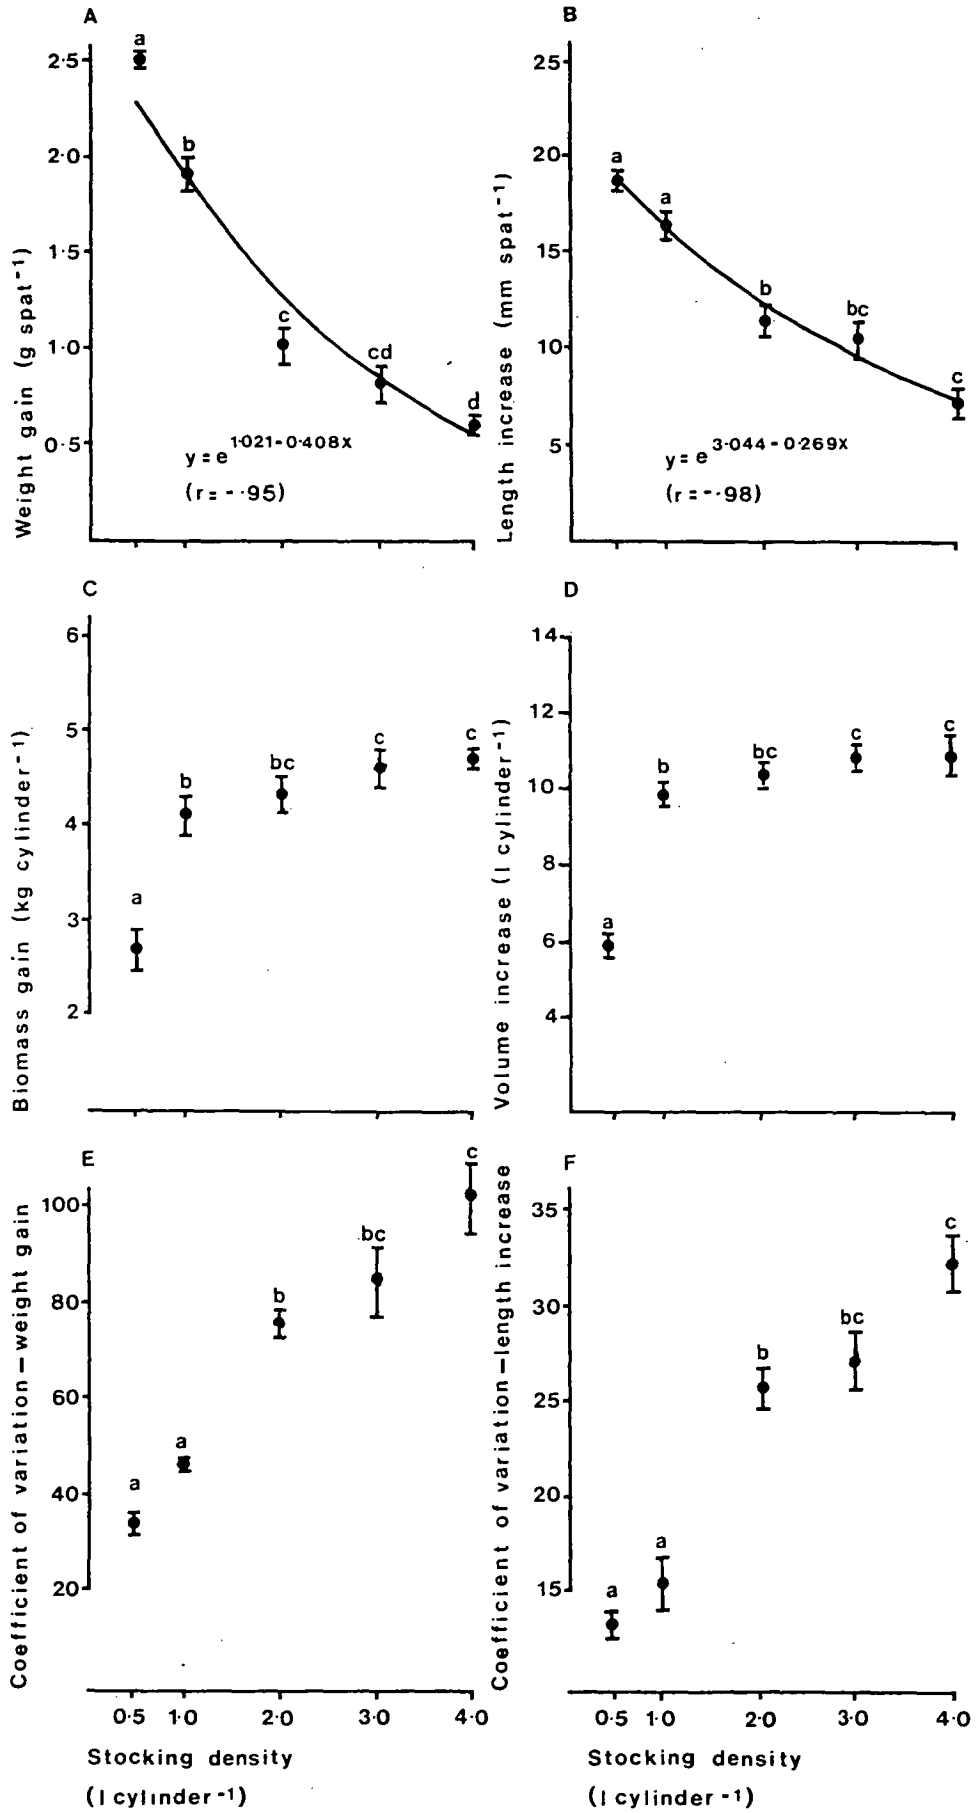 A
Weight gain (g spat⁻¹)
2·5
2·0
1·5
1·0
0·5
a
b
c
cd
d
y = e^1·021-0·408x
(r = -·95)
B
Length increase (mm spat⁻¹)
25
20
15
10
5
a
a
b
bc
c
y = e^3·044-0·269x
(r = -·98)
C
Biomass gain (kg cylinder⁻¹)
6
5
4
3
2
a
b
bc
c
c
D
Volume increase (l cylinder⁻¹)
14
12
10
8
6
4
a
b
bc
c
c
E
Coefficient of variation—weight gain
100
80
60
40
20
a
a
b
bc
c
0·5 1·0 2·0 3·0 4·0
Stocking density
(l cylinder⁻¹)
F
Coefficient of variation—length increase
35
30
25
20
15
a
a
b
bc
c
0·5 1·0 2·0 3·0 4·0
Stocking density
(l cylinder⁻¹)